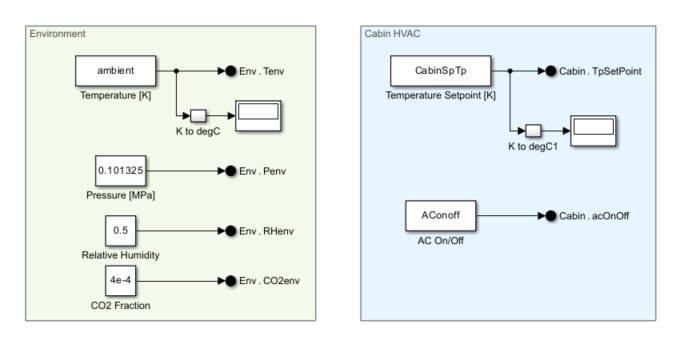 Environment
ambient
Env . Tenv
Temperature [K]
K to degC
0.101325
Env . Penv
Pressure [MPa]
0.5
Env . RHenv
Relative Humidity
4e-4
Env . CO2env
CO2 Fraction
Cabin HVAC
CabinSpTp
Cabin . TpSetPoint
Temperature Setpoint [K]
K to degC1
AConoff
Cabin . acOnOff
AC On/Off